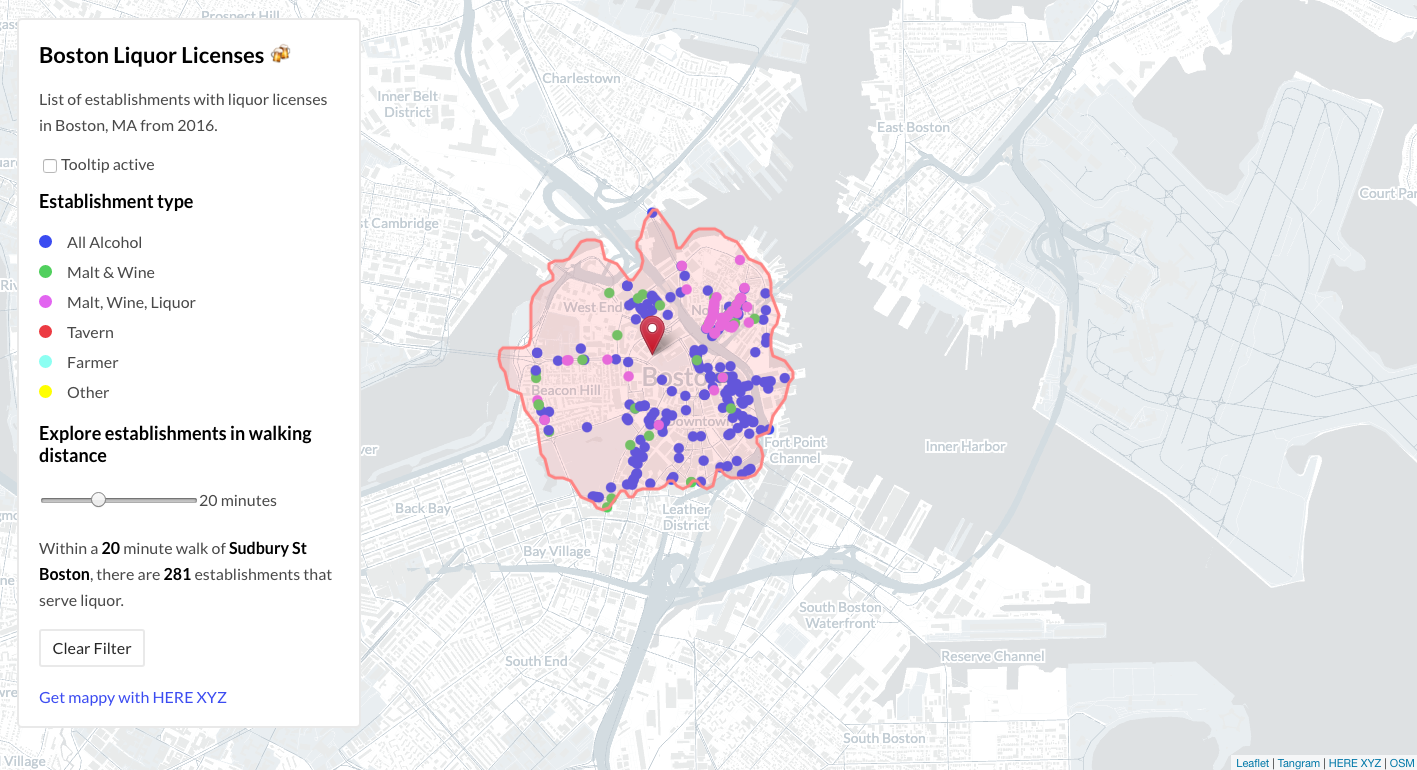 Boston Liquor Licenses 🍻
List of establishments with liquor licenses
in Boston, MA from 2016.
Tooltip active
Establishment type
All Alcohol
Malt & Wine
Malt, Wine, Liquor
Tavern
Farmer
Other
Explore establishments in walking
distance
20 minutes
Within a 20 minute walk of Sudbury St
Boston, there are 281 establishments that
serve liquor.
Clear Filter
Get mappy with HERE XYZ
Prospect Hill
Charlestown
Inner Belt
District
East Boston
Court Par
st Cambridge
West End
No
Boston
Beacon Hill
Downtown
Fort Point
Channel
Inner Harbor
ver
Back Bay
Leather
District
Bay Village
South Boston
Waterfront
South End
Reserve Channel
South Boston
Village
Leaflet | Tangram | HERE XYZ | OSM